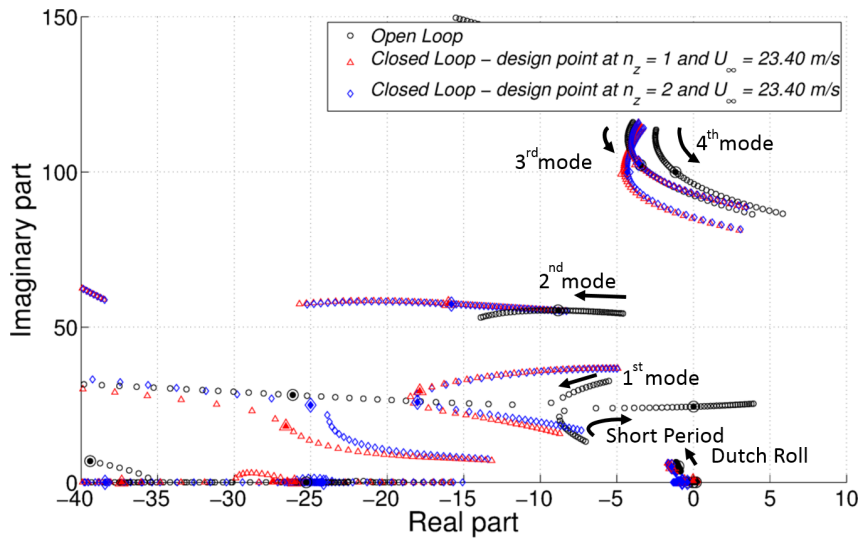 150
Open Loop
Closed Loop − design point at n_z = 1 and U_∞ = 23.40 m/s
Closed Loop − design point at n_z = 2 and U_∞ = 23.40 m/s
4th mode
3rd mode
100
Imaginary part
2nd mode
50
1st mode
Short Period
Dutch Roll
0
−40 −35 −30 −25 −20 −15 −10 −5 0 5 10
Real part